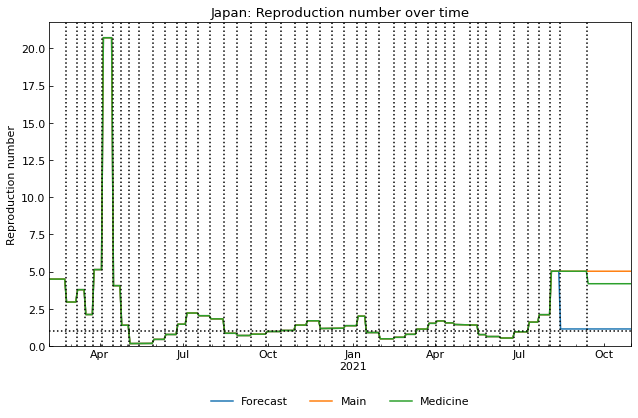 Japan: Reproduction number over time
Reproduction number
20.0
17.5
15.0
12.5
10.0
7.5
5.0
2.5
0.0
Apr Jul Oct Jan Apr Jul Oct
2021
Forecast Main Medicine